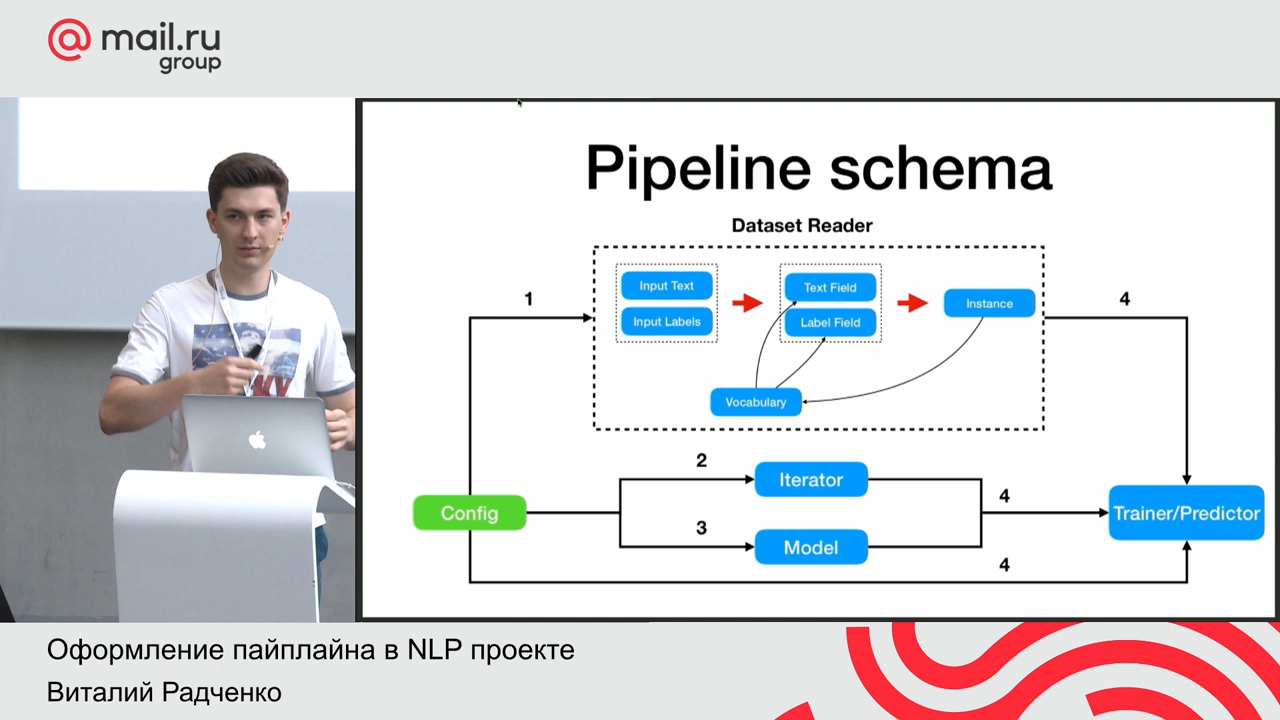 @mail.ru
group
Pipeline schema
Dataset Reader
1
Input Text
Input Labels
Text Field
Label Field
Instance
Vocabulary
4
2
Iterator
4
Config
Trainer/Predictor
3
Model
4
Оформление пайплайна в NLP проекте
Виталий Радченко